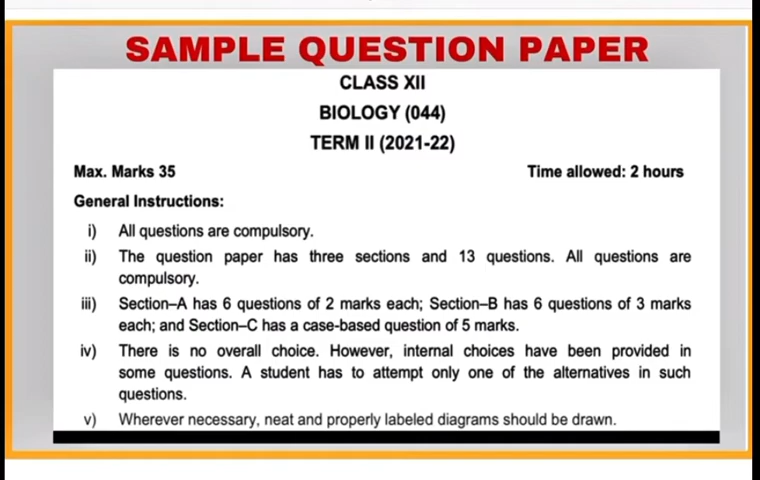 SAMPLE QUESTION PAPER
CLASS XII
BIOLOGY (044)
TERM II (2021-22)
Max. Marks 35 Time allowed: 2 hours
General Instructions:
i) All questions are compulsory.
ii) The question paper has three sections and 13 questions. All questions are
compulsory.
iii) Section–A has 6 questions of 2 marks each; Section–B has 6 questions of 3 marks
each; and Section–C has a case-based question of 5 marks.
iv) There is no overall choice. However, internal choices have been provided in
some questions. A student has to attempt only one of the alternatives in such
questions.
v) Wherever necessary, neat and properly labeled diagrams should be drawn.